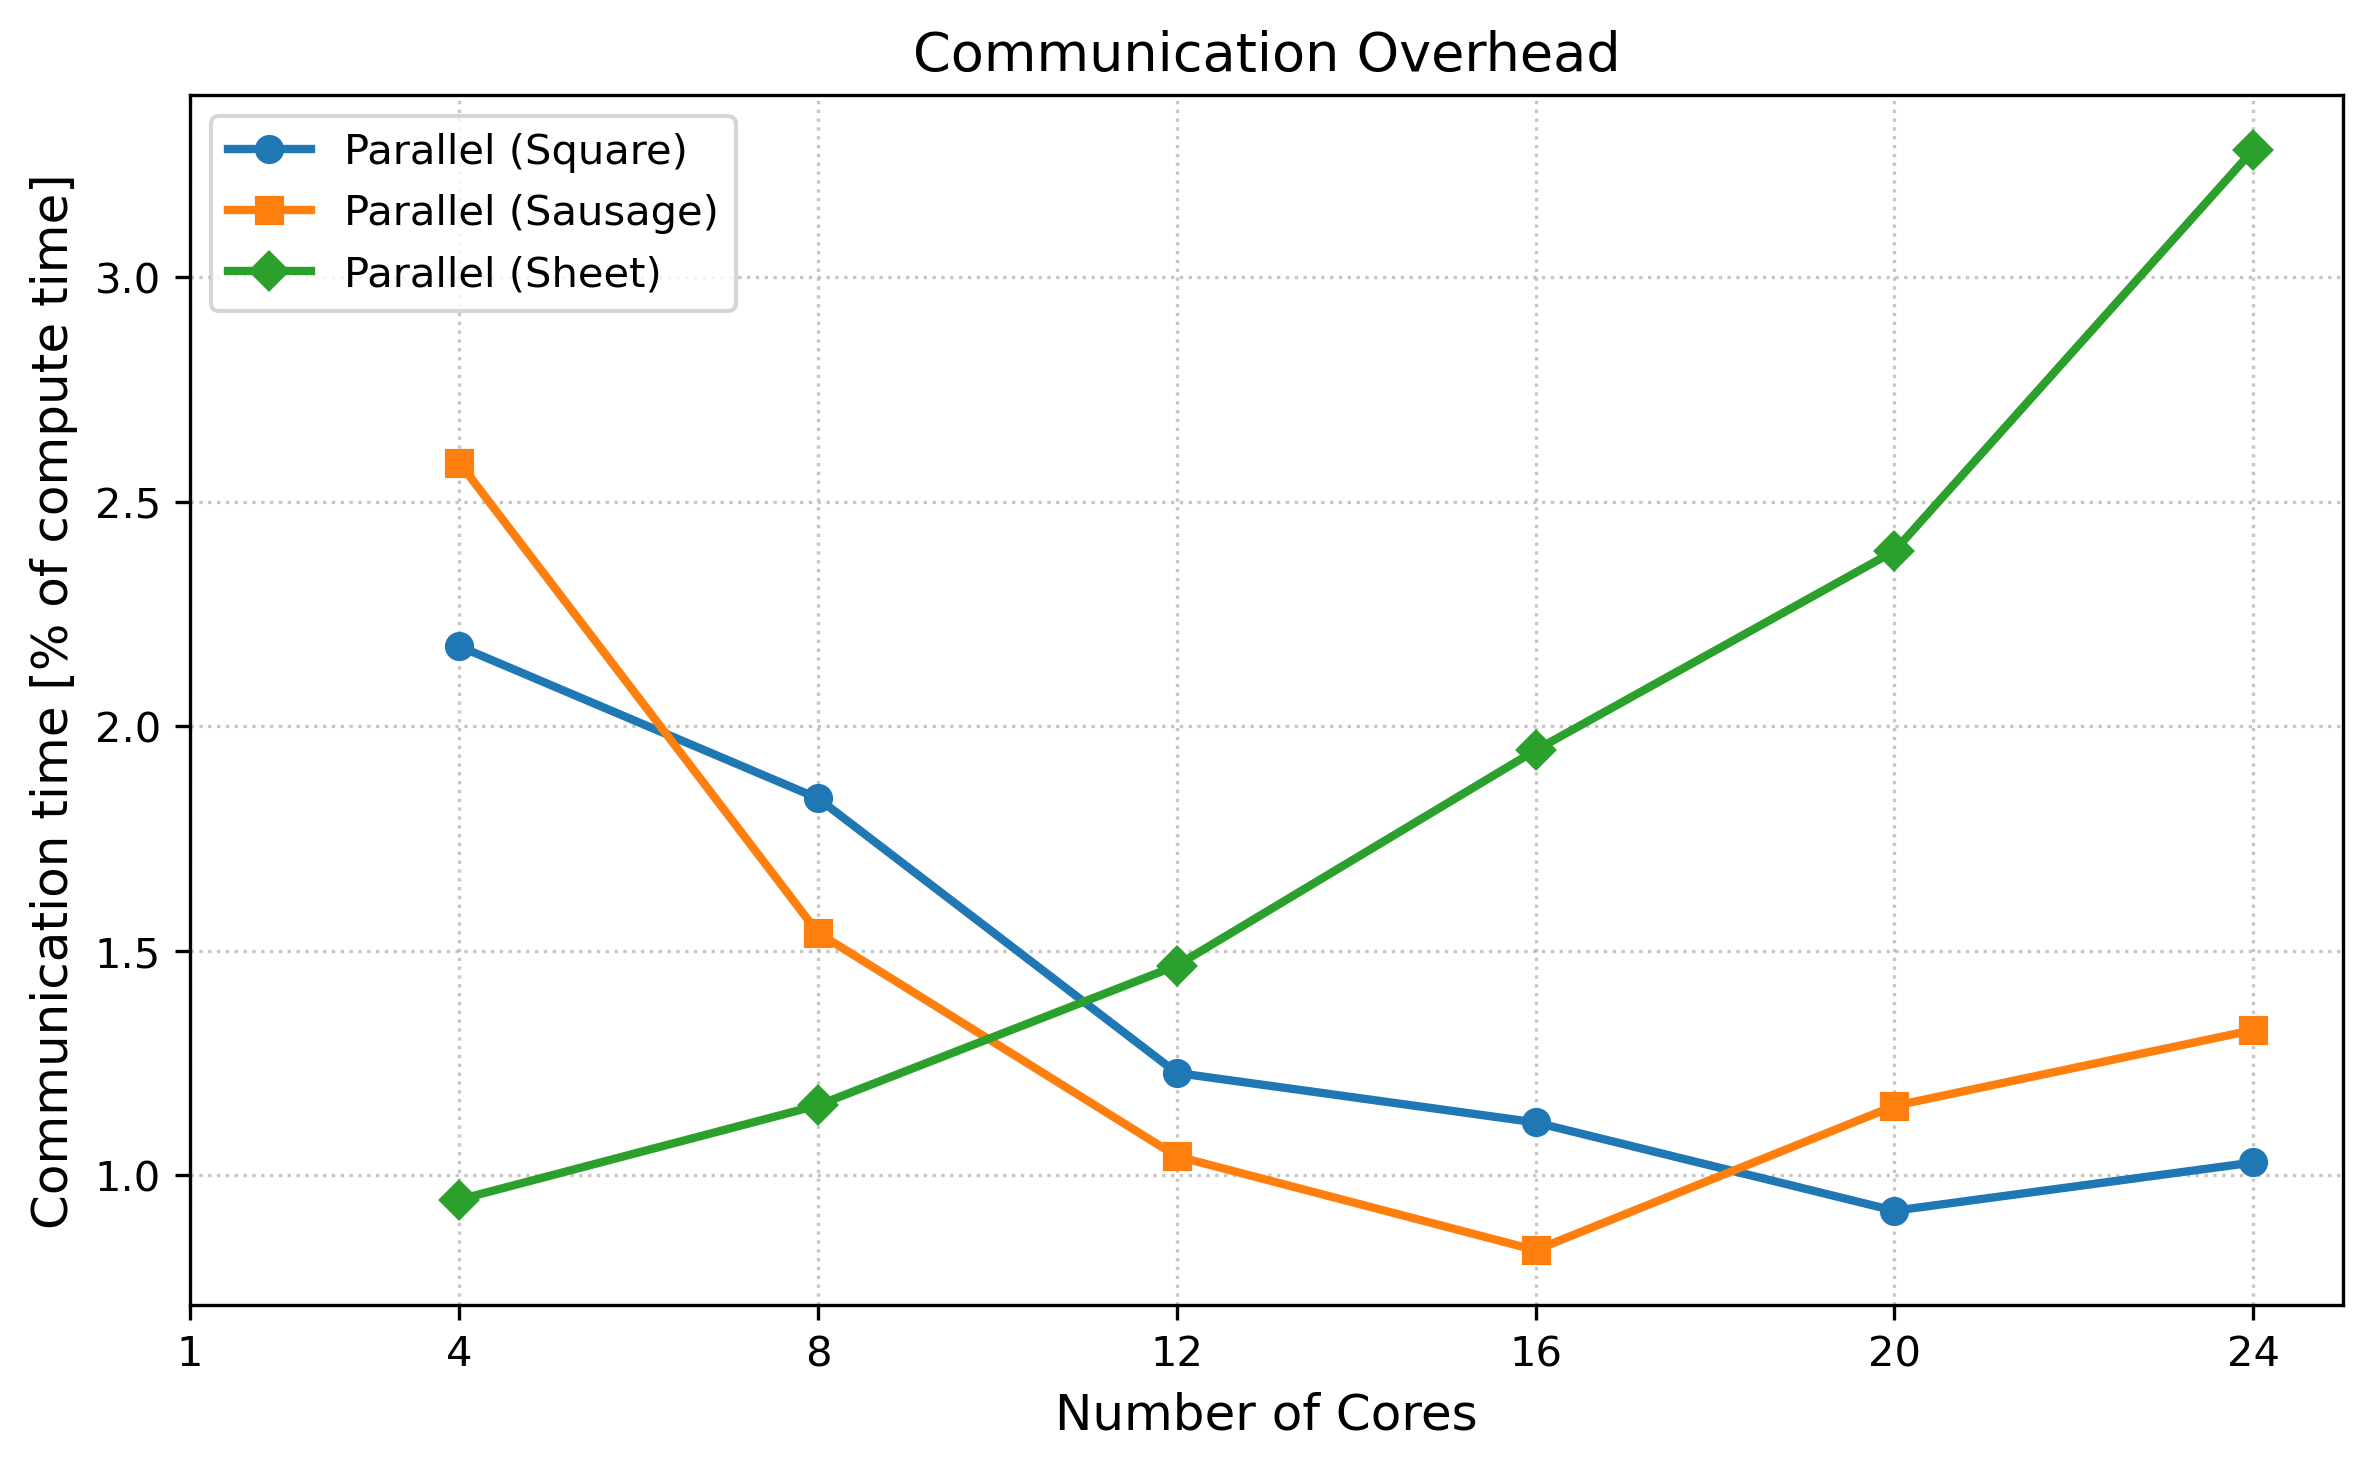 Communication Overhead
Parallel (Square)
Parallel (Sausage)
Parallel (Sheet)
Communication time [% of compute time]
3.0
2.5
2.0
1.5
1.0
1 4 8 12 16 20 24
Number of Cores